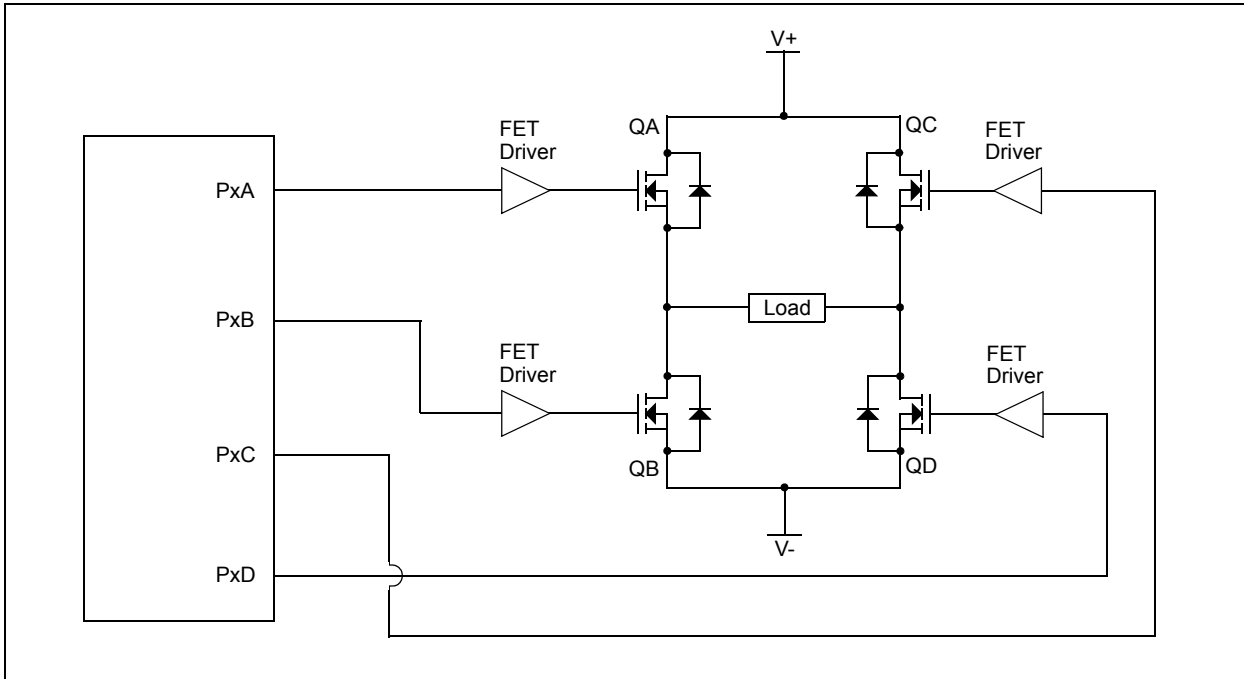 V+
QA
QC
FET
Driver
FET
Driver
PxA
Load
PxB
FET
Driver
FET
Driver
PxC
QB
QD
V-
PxD